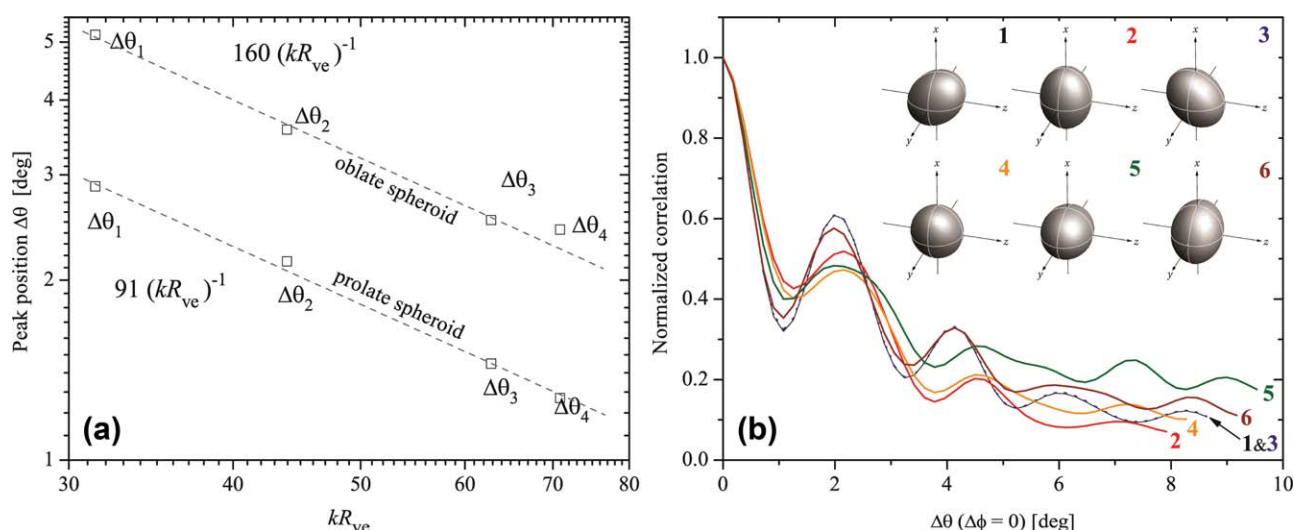 Peak position Δθ [deg]
5
4
3
2
1
Δθ₁
160 (kRve)⁻¹
Δθ₂
oblate spheroid
Δθ₃
Δθ₄
Δθ₁
91 (kRve)⁻¹
prolate spheroid
Δθ₂
Δθ₃
Δθ₄
(a)
30 40 50 60 70 80
kRve
Normalized correlation
1.0
0.8
0.6
0.4
0.2
0.0
1 2 3
x x x
z z z
y y y
4 5 6
x x x
z z z
y y y
5
6
4
1&3
2
(b)
0 2 4 6 8 10
Δθ (Δϕ = 0) [deg]